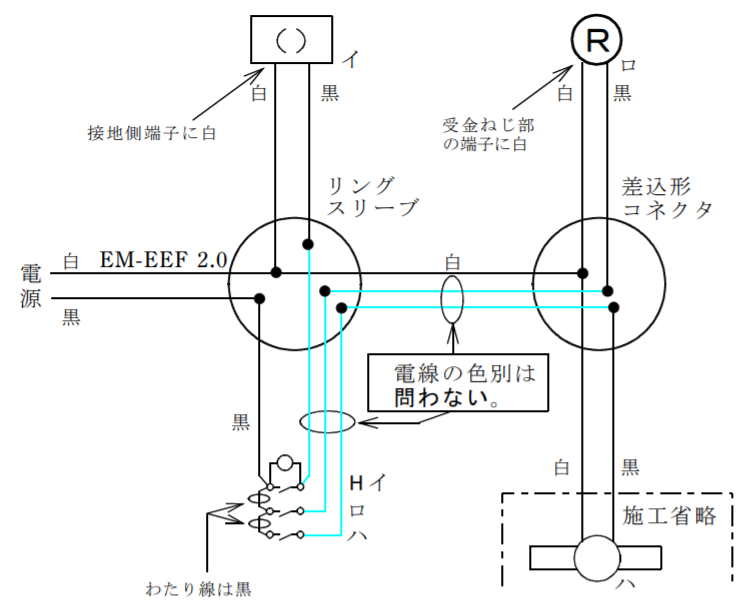 R
イ
ロ
白
黒
白
黒
接地側端子に白
受金ねじ部
の端子に白
リング
スリーブ
差込形
コネクタ
白
EM-EEF 2.0
白
電源
黒
電線の色別は
問わない。
黒
白
黒
Hイ
ロ
ハ
施工省略
わたり線は黒
ハ